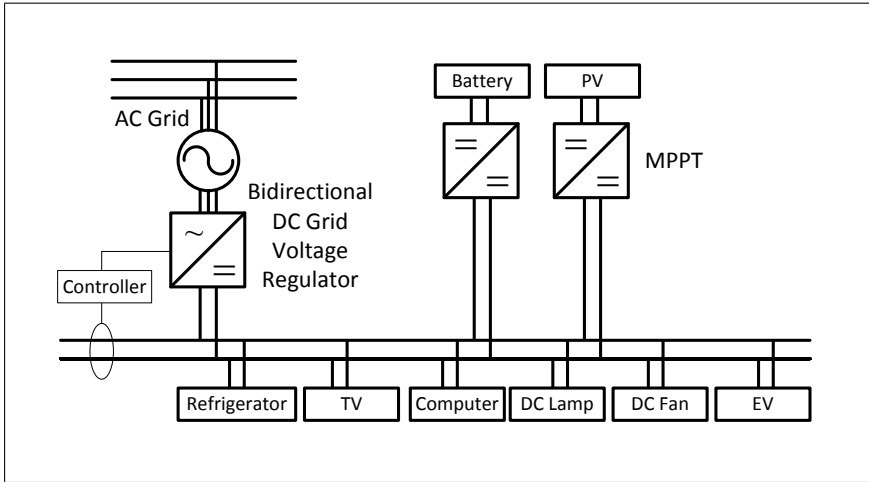 Battery
PV
AC Grid
MPPT
Bidirectional
DC Grid
Voltage
Regulator
Controller
Refrigerator
TV
Computer
DC Lamp
DC Fan
EV